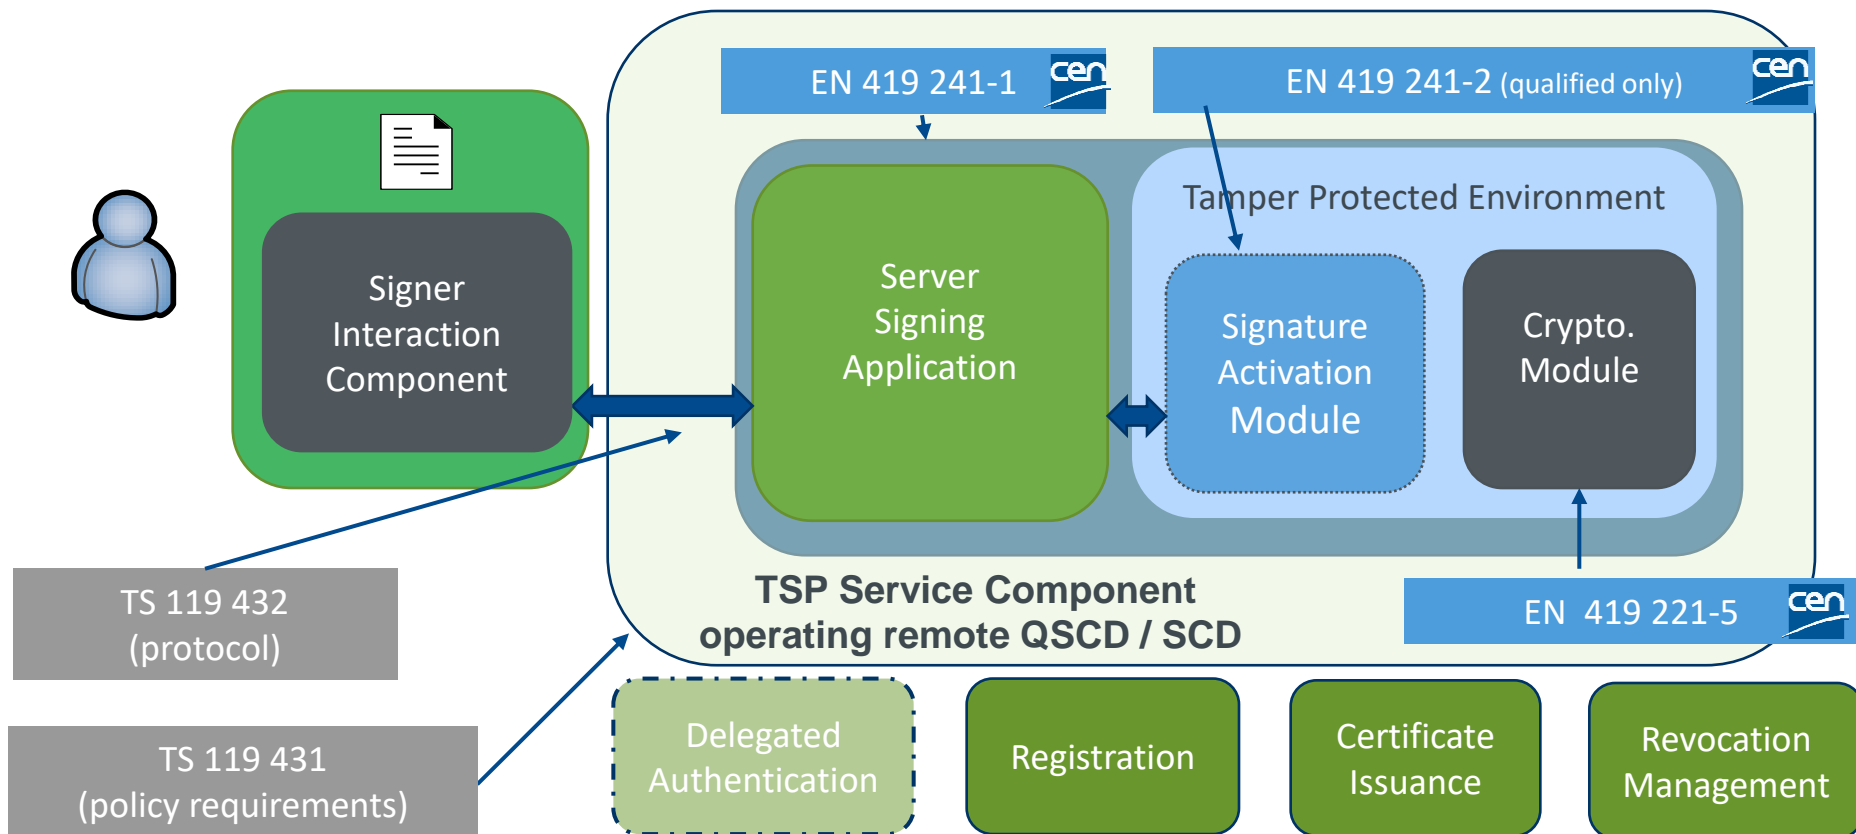 EN 419 241-1
cen
EN 419 241-2 (qualified only)
cen
Tamper Protected Environment
Signer
Interaction
Component
Server
Signing
Application
Signature
Activation
Module
Crypto.
Module
TS 119 432
(protocol)
TSP Service Component
operating remote QSCD / SCD
EN 419 221-5
cen
TS 119 431
(policy requirements)
Delegated
Authentication
Registration
Certificate
Issuance
Revocation
Management